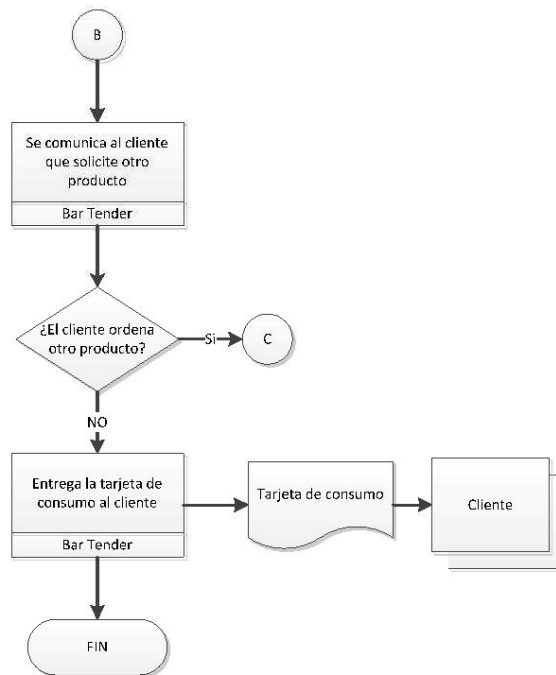 B
Se comunica al cliente
que solicite otro
producto
Bar Tender
¿El cliente ordena
otro producto?
Si
C
NO
Entrega la tarjeta de
consumo al cliente
Bar Tender
Tarjeta de consumo
Cliente
FIN